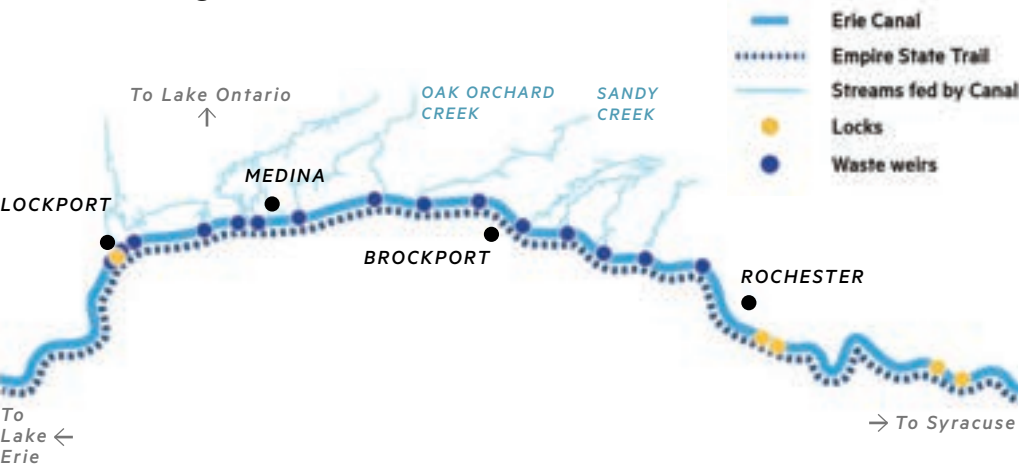 Erie Canal
Empire State Trail
Streams fed by Canal
Locks
Waste weirs
To Lake Ontario
OAK ORCHARD
CREEK
SANDY
CREEK
MEDINA
LOCKPORT
BROCKPORT
ROCHESTER
To
Lake
Erie
To Syracuse